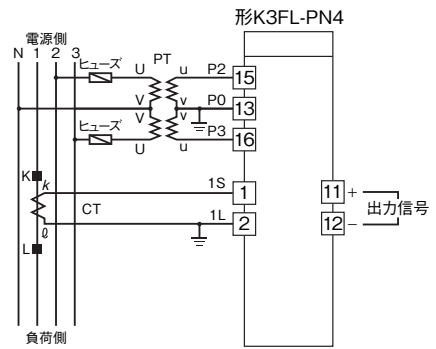 形K3FL-PN4
電源側
N 1 2 3
ヒューズ
PT
U
u
P2
15
V
v
P0
13
V
v
ヒューズ
U
u
P3
16
K
k
1S
1
11
+
出力信号
CT
L
ℓ
1L
2
12
−
負荷側